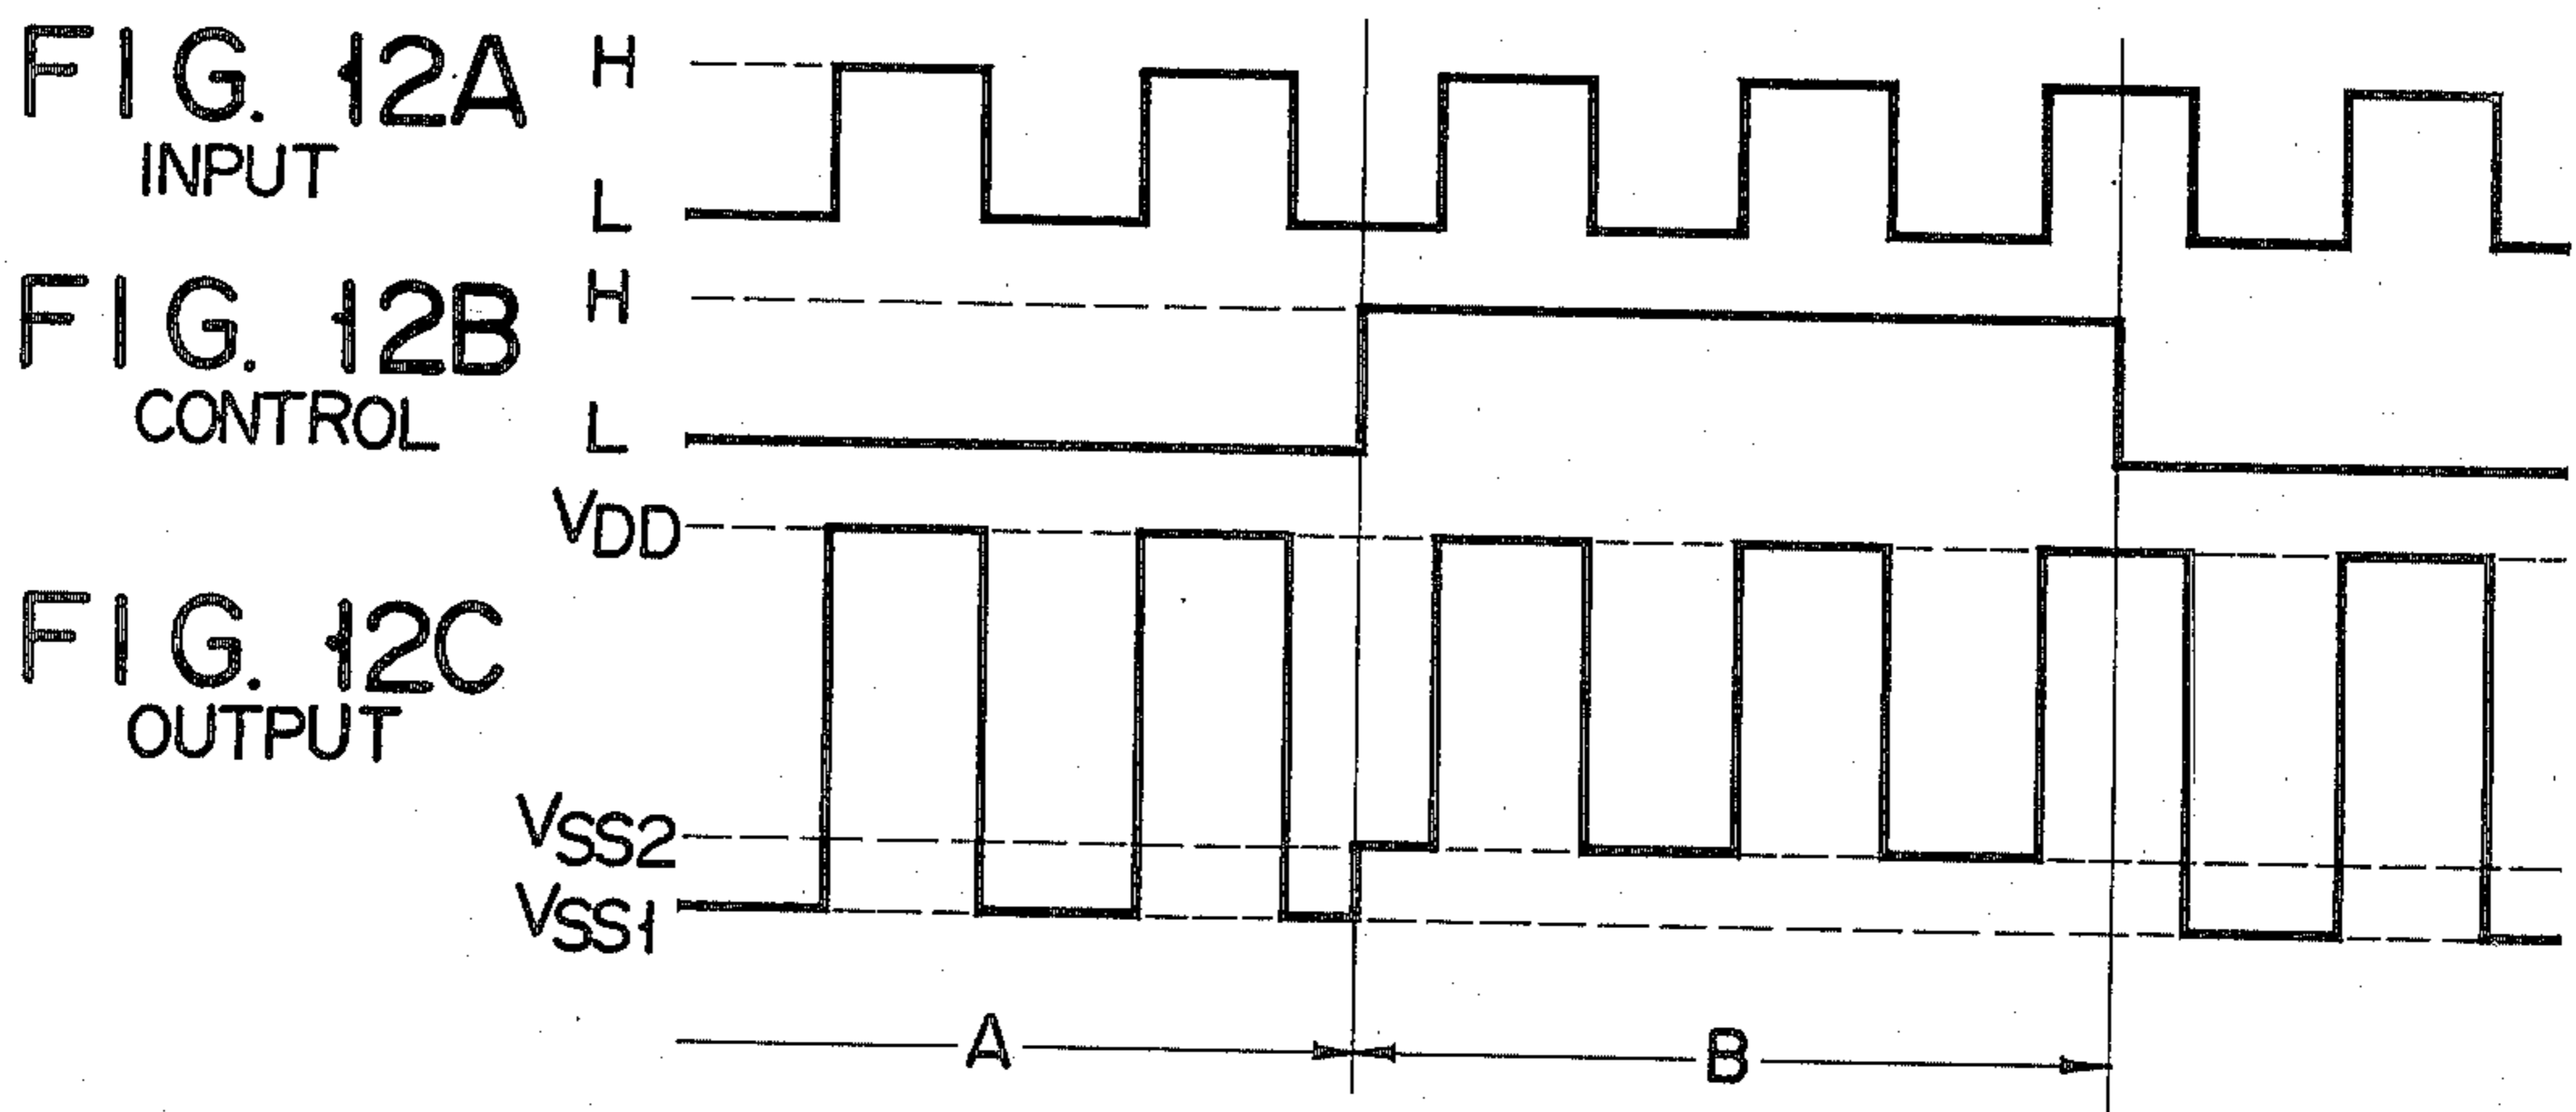 FIG. 12A
INPUT
H
L
FIG. 12B
CONTROL
H
L
FIG. 12C
OUTPUT
VDD
VSS2
VSS1
A
B